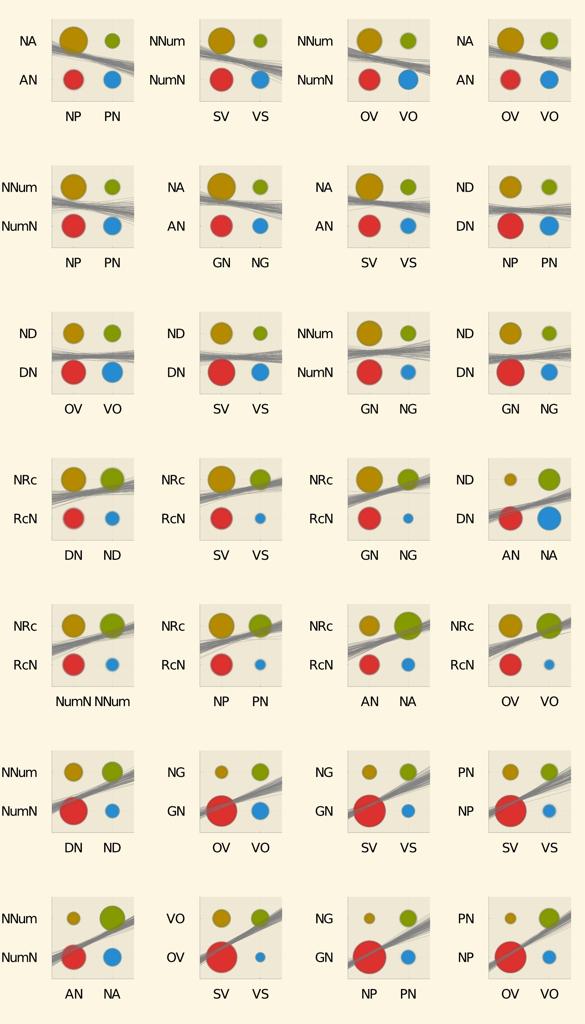 NA NNum NNum NA
AN NumN NumN AN
NP PN SV VS OV VO OV VO
NNum NA NA ND
NumN AN AN DN
NP PN GN NG SV VS NP PN
ND ND NNum ND
DN DN NumN DN
OV VO SV VS GN NG GN NG
NRc NRc NRc ND
RcN RcN RcN DN
DN ND SV VS GN NG AN NA
NRc NRc NRc NRc
RcN RcN RcN RcN
NumN NNum NP PN AN NA OV VO
NNum NG NG PN
NumN GN GN NP
DN ND OV VO SV VS SV VS
NNum VO NG PN
NumN OV GN NP
AN NA SV VS NP PN OV VO